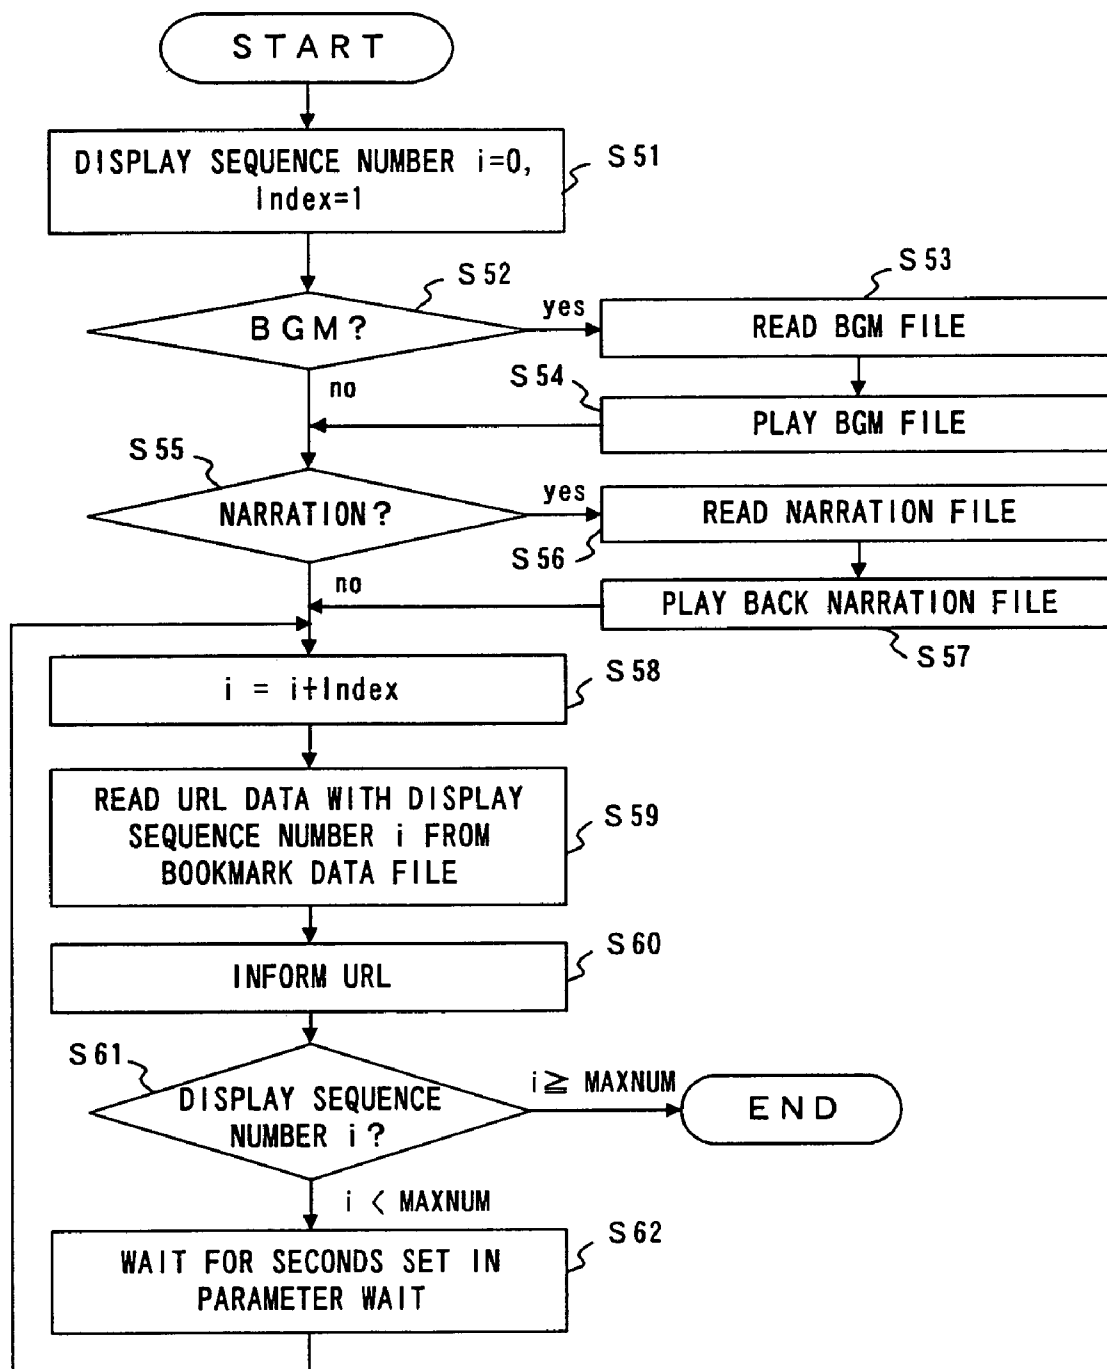 START
DISPLAY SEQUENCE NUMBER i=0,
Index=1
S51
S52
BGM?
yes
S53
READ BGM FILE
no
S54
PLAY BGM FILE
S55
NARRATION?
yes
READ NARRATION FILE
S56
no
PLAY BACK NARRATION FILE
S57
i = i+Index
S58
READ URL DATA WITH DISPLAY
SEQUENCE NUMBER i FROM
BOOKMARK DATA FILE
S59
INFORM URL
S60
S61
DISPLAY SEQUENCE
NUMBER i?
i ≧ MAXNUM
END
i < MAXNUM
WAIT FOR SECONDS SET IN
PARAMETER WAIT
S62